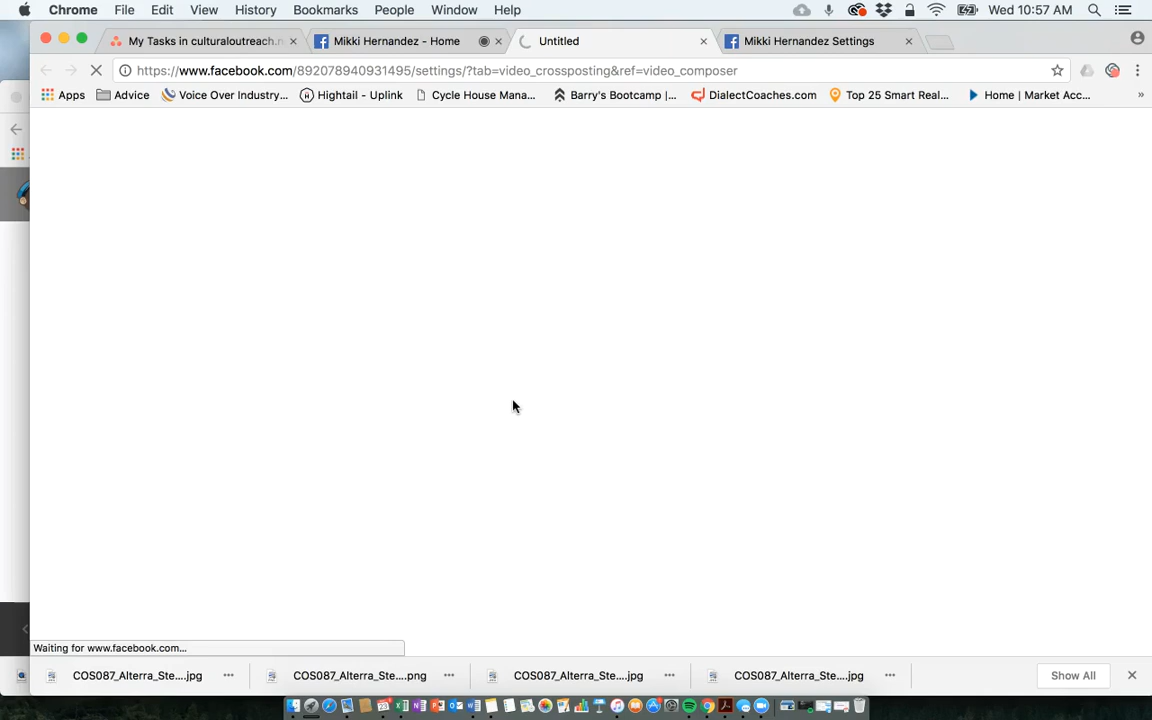 Chrome File Edit View History Bookmarks People Window Help Wed 10:57 AM
My Tasks in culturaloutreach.n Mikki Hernandez - Home Untitled Mikki Hernandez Settings
https://www.facebook.com/892078940931495/settings/?tab=video_crossposting&ref=video_composer
Apps Advice Voice Over Industry... Hightail - Uplink Cycle House Mana... Barry's Bootcamp |... DialectCoaches.com Top 25 Smart Real... Home | Market Acc... »
Waiting for www.facebook.com...
COS087_Alterra_Ste....jpg COS087_Alterra_Ste....png COS087_Alterra_Ste....jpg COS087_Alterra_Ste....jpg Show All